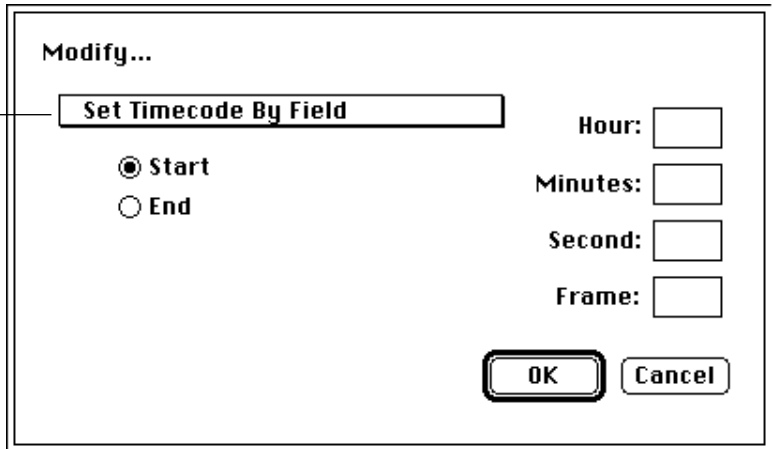 Modify...
Set Timecode By Field
Start
End
Hour:
Minutes:
Second:
Frame:
OK
Cancel